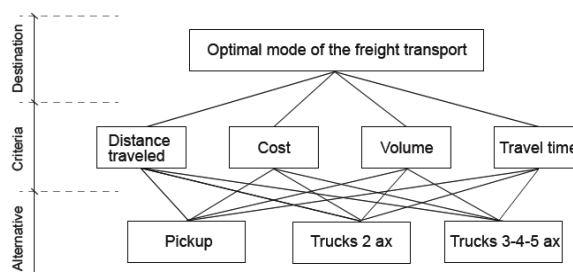 Destination
Optimal mode of the freight transport
Criteria
Distance
traveled
Cost
Volume
Travel time
Alternative
Pickup
Trucks 2 ax
Trucks 3-4-5 ax